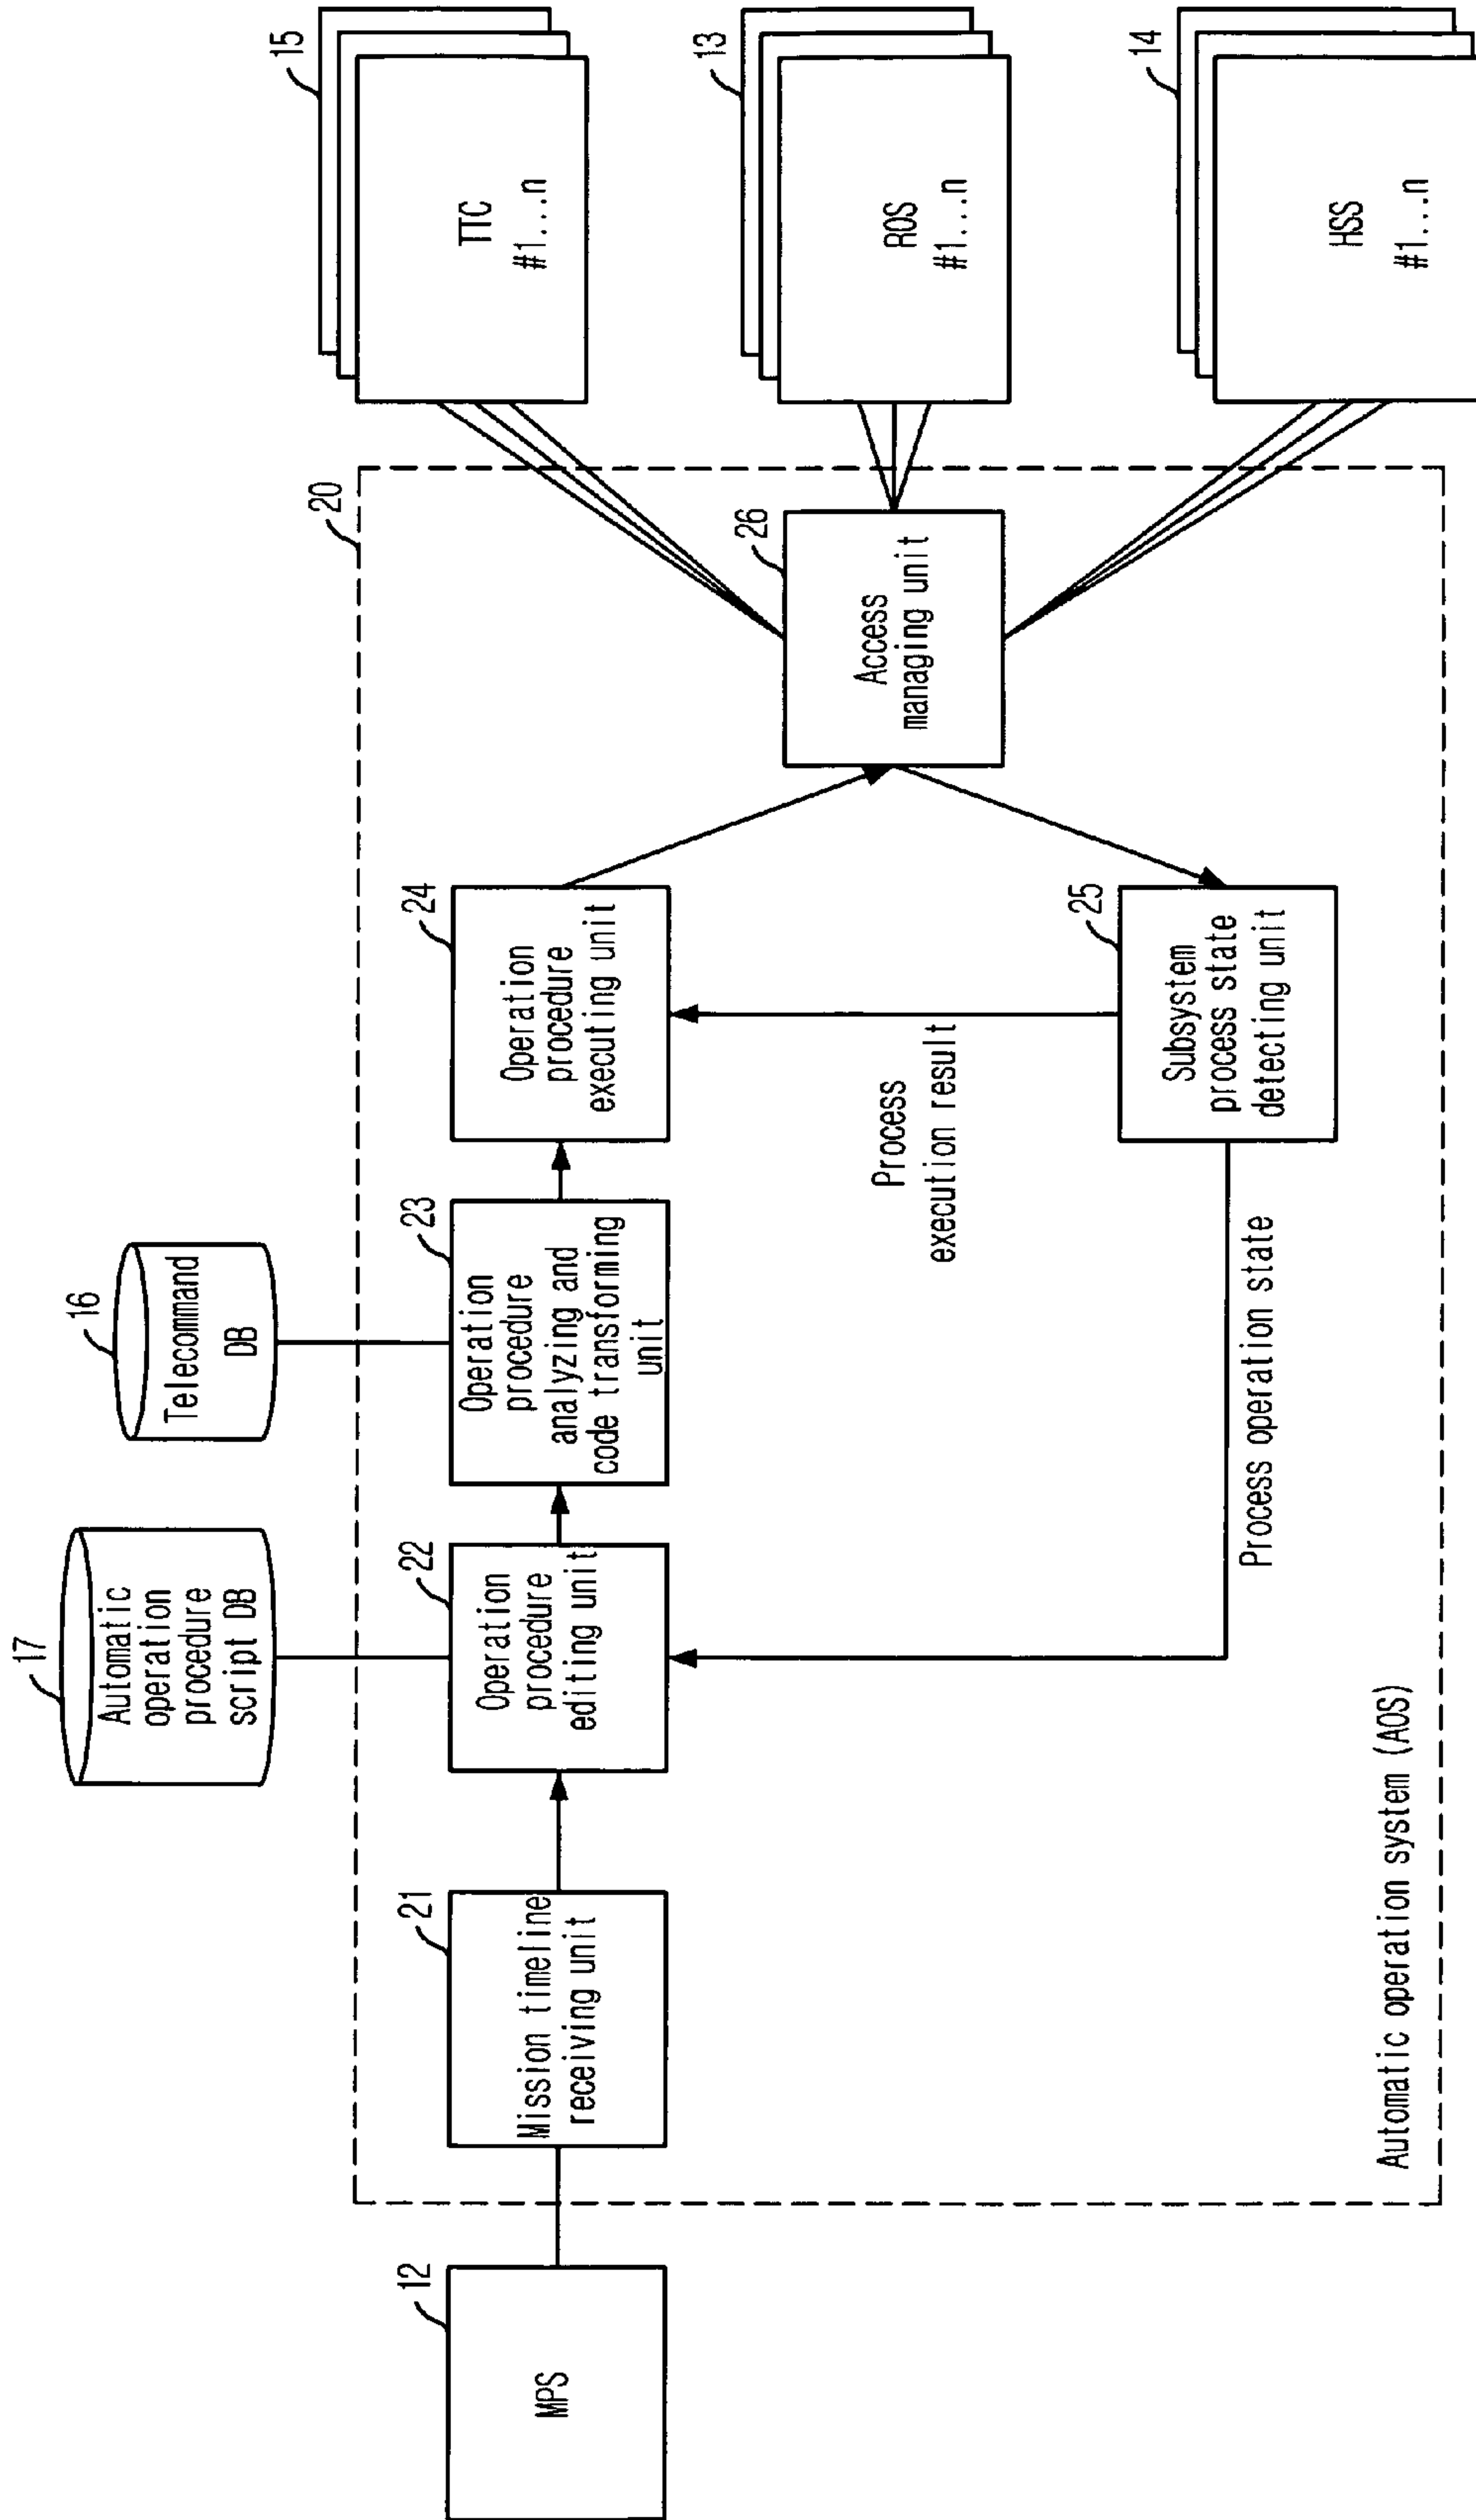 17
Automatic
operation
procedure
script DB
16
Telecommand
DB
12
MPS
20
21
Mission timeline
receiving unit
22
Operation
procedure
editing unit
23
Operation
procedure
analyzing and
code transforming
unit
24
Operation
procedure
executing unit
Process
execution result
25
Subsystem
process state
detecting unit
Process operation state
26
Access
managing unit
Automatic operation system (AOS)
15
TTC
#1...n
13
ROS
#1...n
14
HSS
#1...n